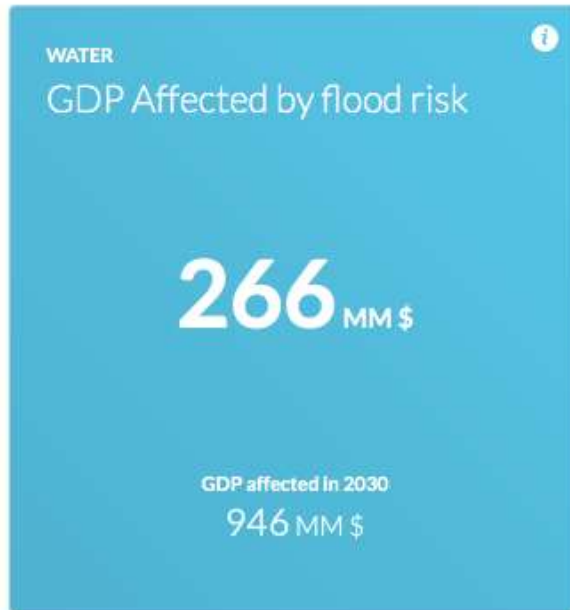 WATER
GDP Affected by flood risk
266 MM $
GDP affected in 2030
946 MM $